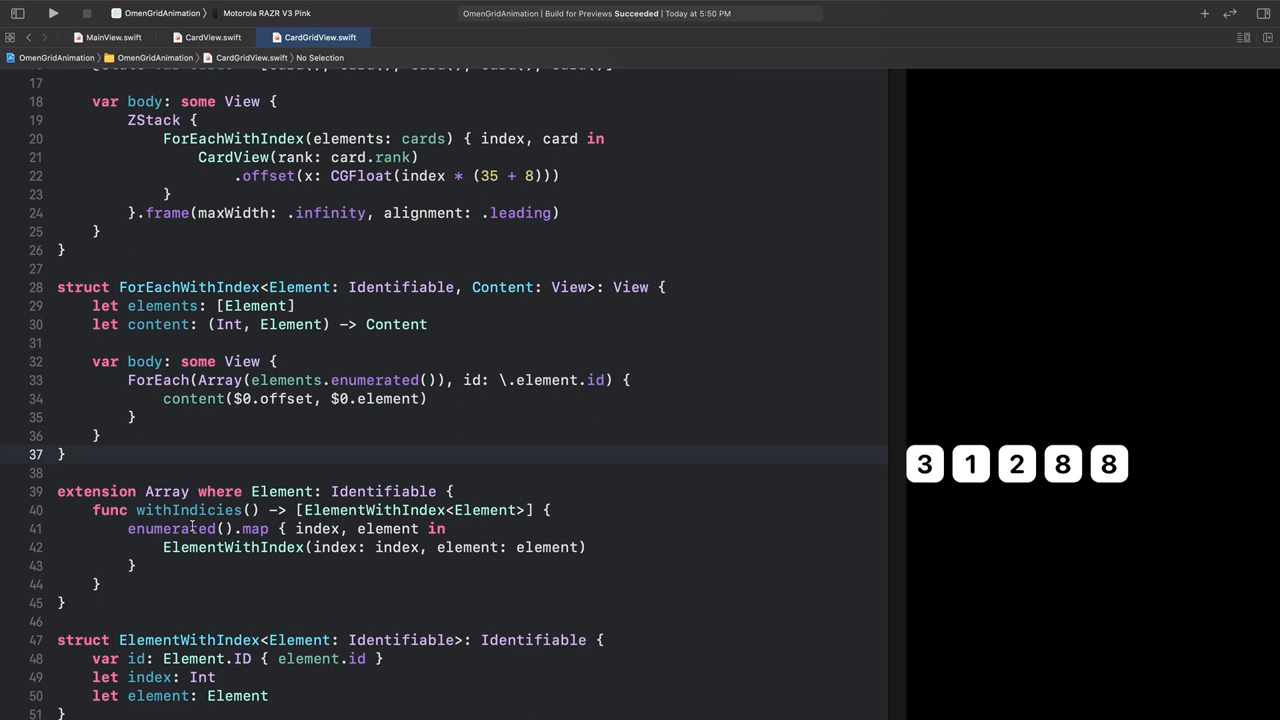 OmenGridAnimation
Motorola RAZR V3 Pink
OmenGridAnimation | Build for Previews Succeeded | Today at 5:50 PM
MainView.swift
CardView.swift
CardGridView.swift
OmenGridAnimation
OmenGridAnimation
CardGridView.swift
No Selection
17
18 var body: some View {
19 ZStack {
20 ForEachWithIndex(elements: cards) { index, card in
21 CardView(rank: card.rank)
22 .offset(x: CGFloat(index * (35 + 8)))
23 }
24 }.frame(maxWidth: .infinity, alignment: .leading)
25 }
26 }
27
28 struct ForEachWithIndex<Element: Identifiable, Content: View>: View {
29 let elements: [Element]
30 let content: (Int, Element) -> Content
31
32 var body: some View {
33 ForEach(Array(elements.enumerated()), id: \.element.id) {
34 content($0.offset, $0.element)
35 }
36 }
37 }
38
39 extension Array where Element: Identifiable {
40 func withIndicies() -> [ElementWithIndex<Element>] {
41 enumerated().map { index, element in
42 ElementWithIndex(index: index, element: element)
43 }
44 }
45 }
46
47 struct ElementWithIndex<Element: Identifiable>: Identifiable {
48 var id: Element.ID { element.id }
49 let index: Int
50 let element: Element
51 }
3 1 2 8 8